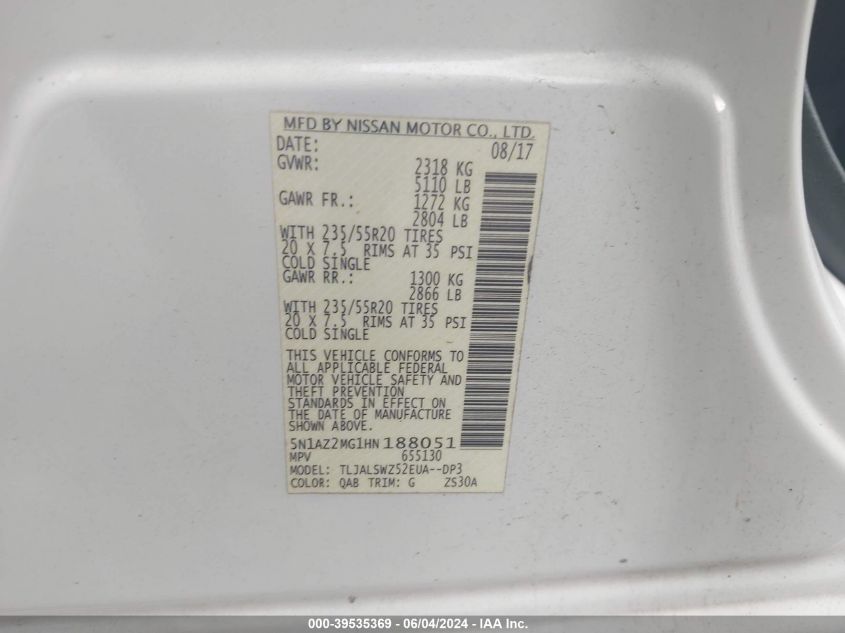 MFD BY NISSAN MOTOR CO., LTD.
DATE: 08/17
GVWR: 2318 KG
5110 LB
GAWR FR.: 1272 KG
2804 LB
WITH 235/55R20 TIRES
20 X 7.5 RIMS AT 35 PSI
COLD SINGLE
GAWR RR.: 1300 KG
2866 LB
WITH 235/55R20 TIRES
20 X 7.5 RIMS AT 35 PSI
COLD SINGLE
THIS VEHICLE CONFORMS TO
ALL APPLICABLE FEDERAL
MOTOR VEHICLE SAFETY AND
THEFT PREVENTION
STANDARDS IN EFFECT ON
THE DATE OF MANUFACTURE
SHOWN ABOVE.
5N1AZ2MG1HN188051
MPV 655130
MODEL: TLJALSWZ52EUA--DP3
COLOR: QAB TRIM: G ZS30A
000-39535369 - 06/04/2024 - IAA Inc.